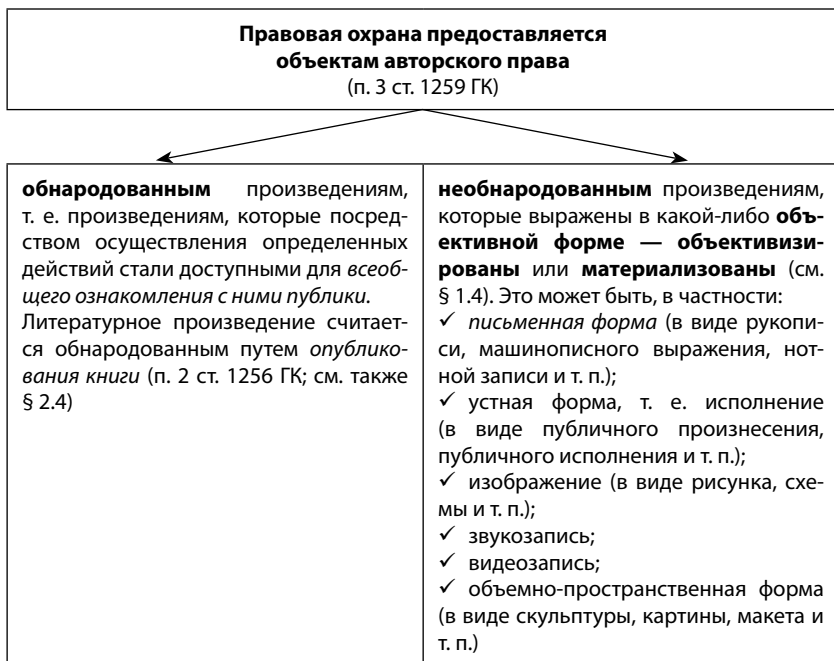 Правовая охрана предоставляется
объектам авторского права
(п. 3 ст. 1259 ГК)
обнародованным произведениям,
т. е. произведениям, которые посред-
ством осуществления определенных
действий стали доступными для всеоб-
щего ознакомления с ними публики.
Литературное произведение считает-
ся обнародованным путем опублико-
вания книги (п. 2 ст. 1256 ГК; см. также
§ 2.4)
необнародованным произведениям,
которые выражены в какой-либо объ-
ективной форме — объективизи-
рованы или материализованы (см.
§ 1.4). Это может быть, в частности:
✓ письменная форма (в виде рукопи-
си, машинописного выражения, нот-
ной записи и т. п.);
✓ устная форма, т. е. исполнение
(в виде публичного произнесения,
публичного исполнения и т. п.);
✓ изображение (в виде рисунка, схе-
мы и т. п.);
✓ звукозапись;
✓ видеозапись;
✓ объемно-пространственная форма
(в виде скульптуры, картины, макета и
т. п.)